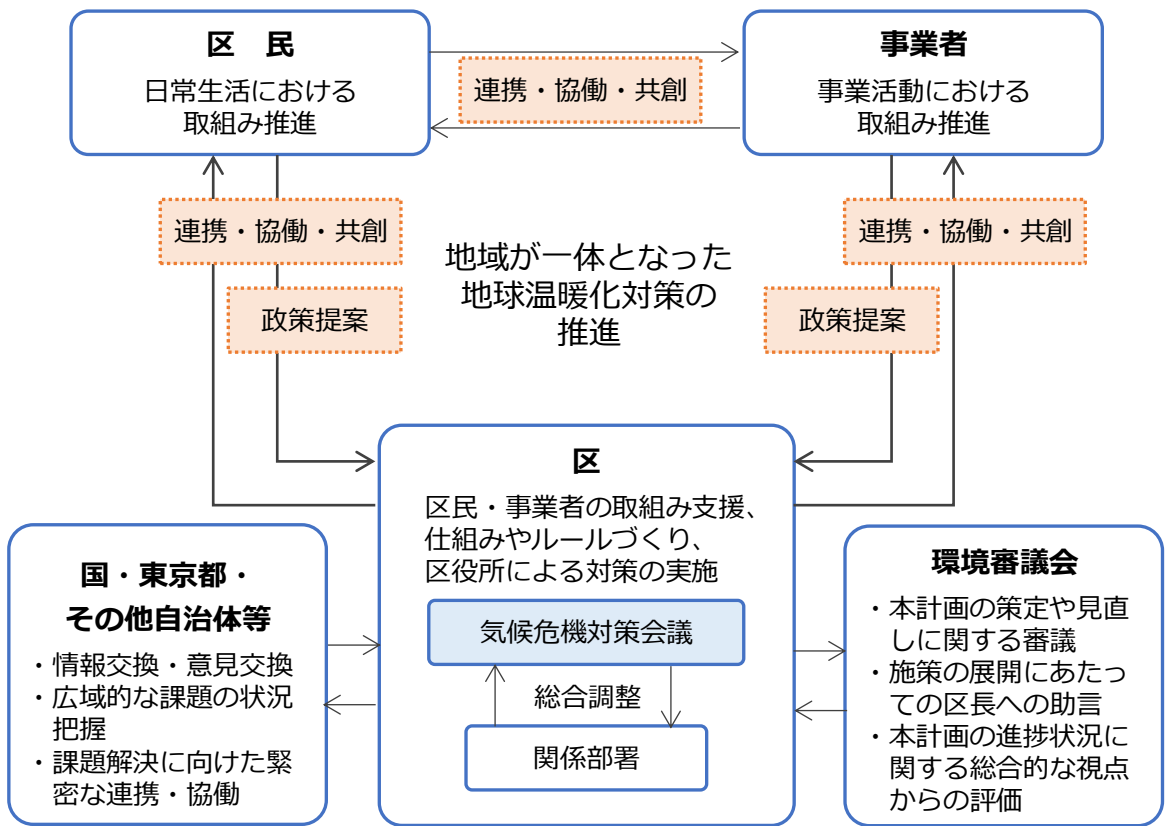 区　民
日常生活における
取組み推進
連携・協働・共創
事業者
事業活動における
取組み推進
連携・協働・共創
政策提案
地域が一体となった
地球温暖化対策の
推進
連携・協働・共創
政策提案
区
区民・事業者の取組み支援、
仕組みやルールづくり、
区役所による対策の実施
気候危機対策会議
総合調整
関係部署
国・東京都・
その他自治体等
・情報交換・意見交換
・広域的な課題の状況
把握
・課題解決に向けた緊
密な連携・協働
環境審議会
・本計画の策定や見直
しに関する審議
・施策の展開にあたっ
ての区長への助言
・本計画の進捗状況に
関する総合的な視点
からの評価